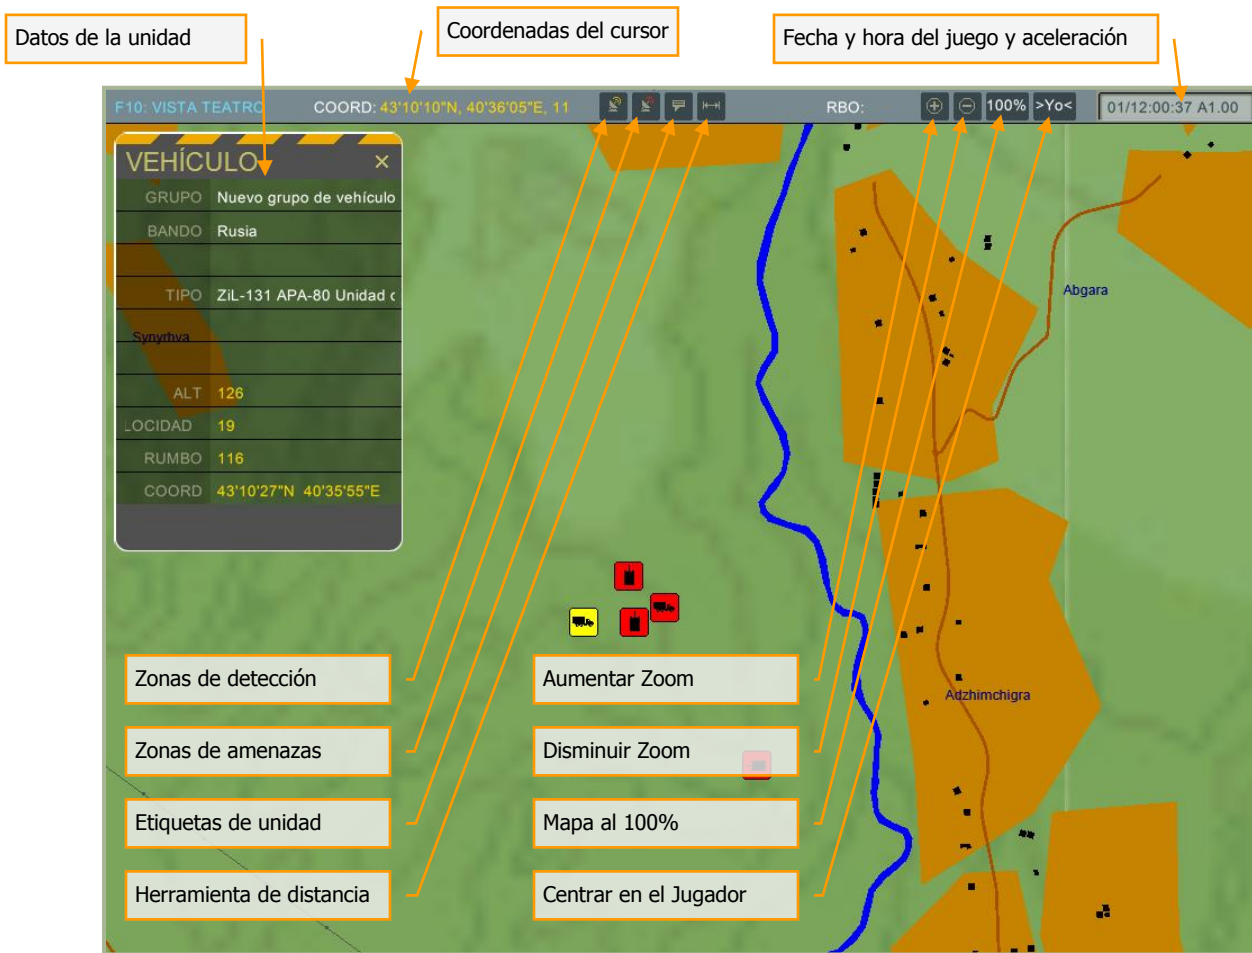 Datos de la unidad
Coordenadas del cursor
Fecha y hora del juego y aceleración
F10: VISTA TEATRO
COORD: 43'10'10"N, 40'36'05"E, 11
RBO:
100%
>Yo<
01/12:00:37 A1.00
VEHÍCULO
GRUPO Nuevo grupo de vehículo
BANDO Rusia
TIPO ZiL-131 APA-80 Unidad
Synyrhva
ALT 126
LOCIDAD 19
RUMBO 116
COORD 43'10'27"N 40'35'55"E
Abgara
Adzhimchigra
Zonas de detección
Aumentar Zoom
Zonas de amenazas
Disminuir Zoom
Etiquetas de unidad
Mapa al 100%
Herramienta de distancia
Centrar en el Jugador